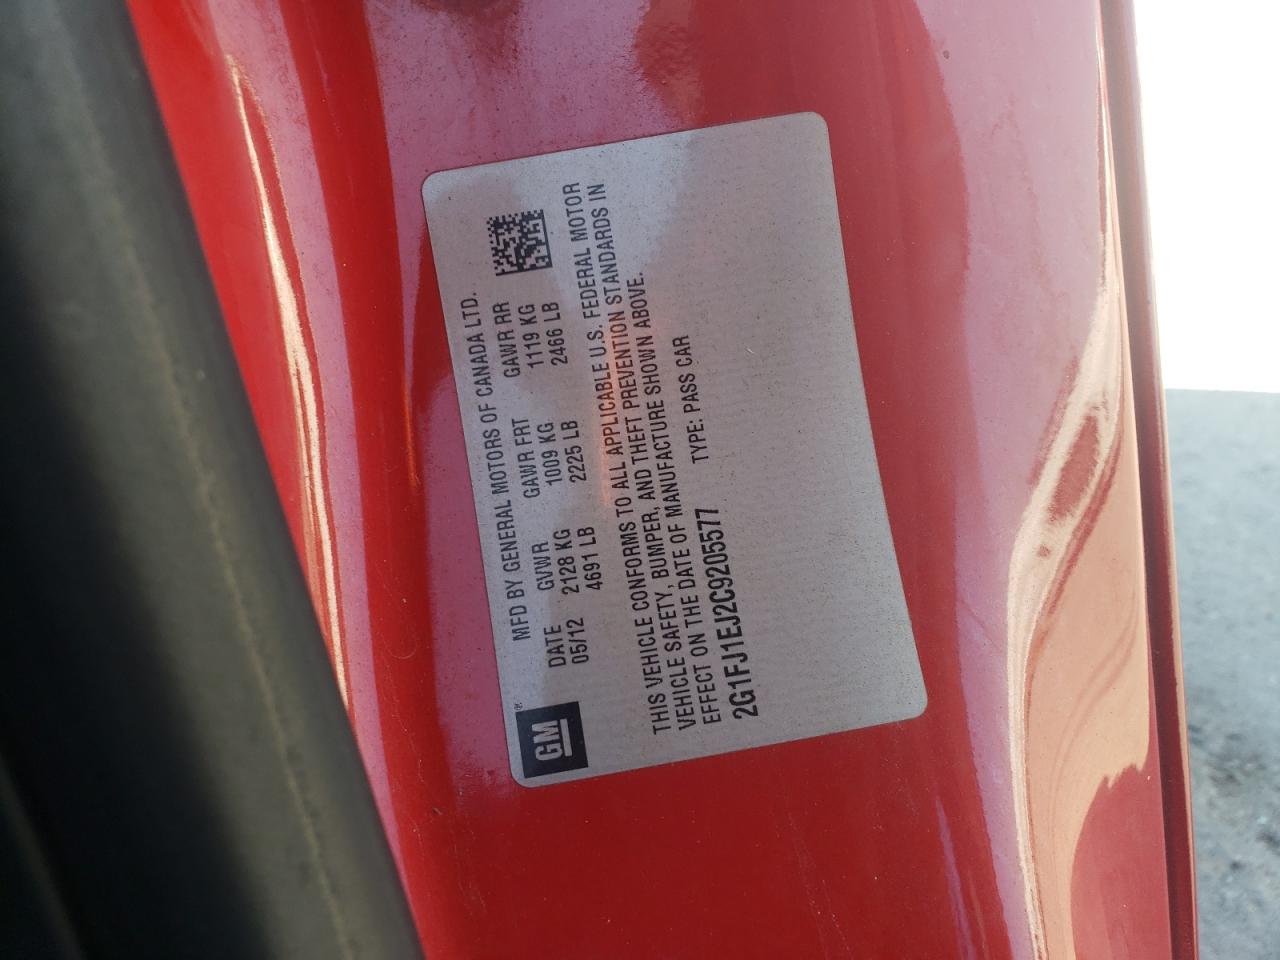 GM®
MFD BY GENERAL MOTORS OF CANADA LTD.
DATE GVWR GAWR FRT GAWR RR
05/12 2128 KG 1009 KG 1119 KG
4691 LB 2225 LB 2466 LB
THIS VEHICLE CONFORMS TO ALL APPLICABLE U.S. FEDERAL MOTOR
VEHICLE SAFETY, BUMPER, AND THEFT PREVENTION STANDARDS IN
EFFECT ON THE DATE OF MANUFACTURE SHOWN ABOVE.
2G1FJ1EJ2C9205577 TYPE: PASS CAR